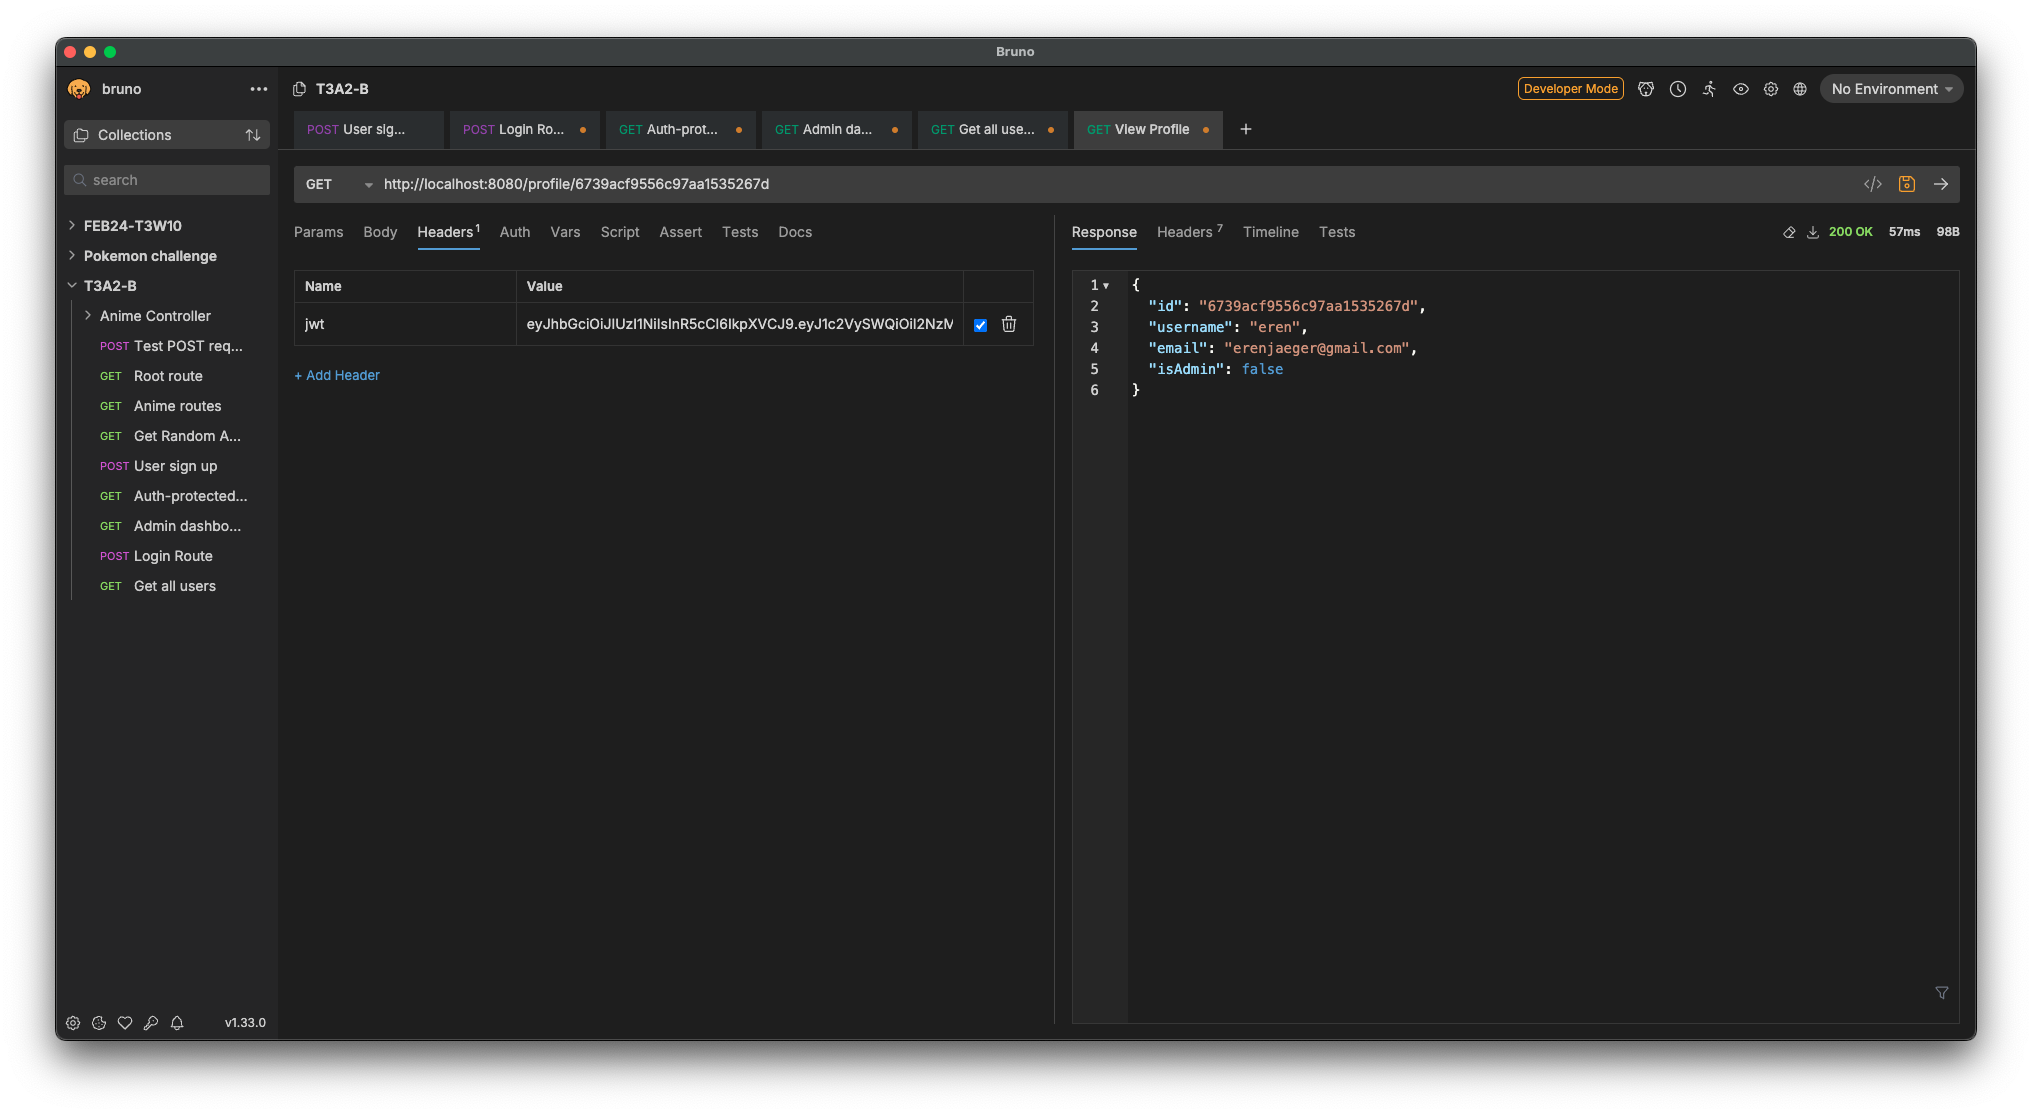 Bruno
bruno
Collections
search
FEB24-T3W10
Pokemon challenge
T3A2-B
Anime Controller
POST Test POST req...
GET Root route
GET Anime routes
GET Get Random A...
POST User sign up
GET Auth-protected...
GET Admin dashbo...
POST Login Route
GET Get all users
v1.33.0
T3A2-B
Developer Mode
No Environment
POST User sig...
POST Login Ro...
GET Auth-prot...
GET Admin da...
GET Get all use...
GET View Profile
GET http://localhost:8080/profile/6739acf9556c97aa1535267d
Params Body Headers 1 Auth Vars Script Assert Tests Docs
Name Value
jwt
+ Add Header
Response Headers 7 Timeline Tests
200 OK 57ms 98B
1 {
2 "id": "6739acf9556c97aa1535267d",
3 "username": "eren",
4 "email": "erenjaeger@gmail.com",
5 "isAdmin": false
6 }